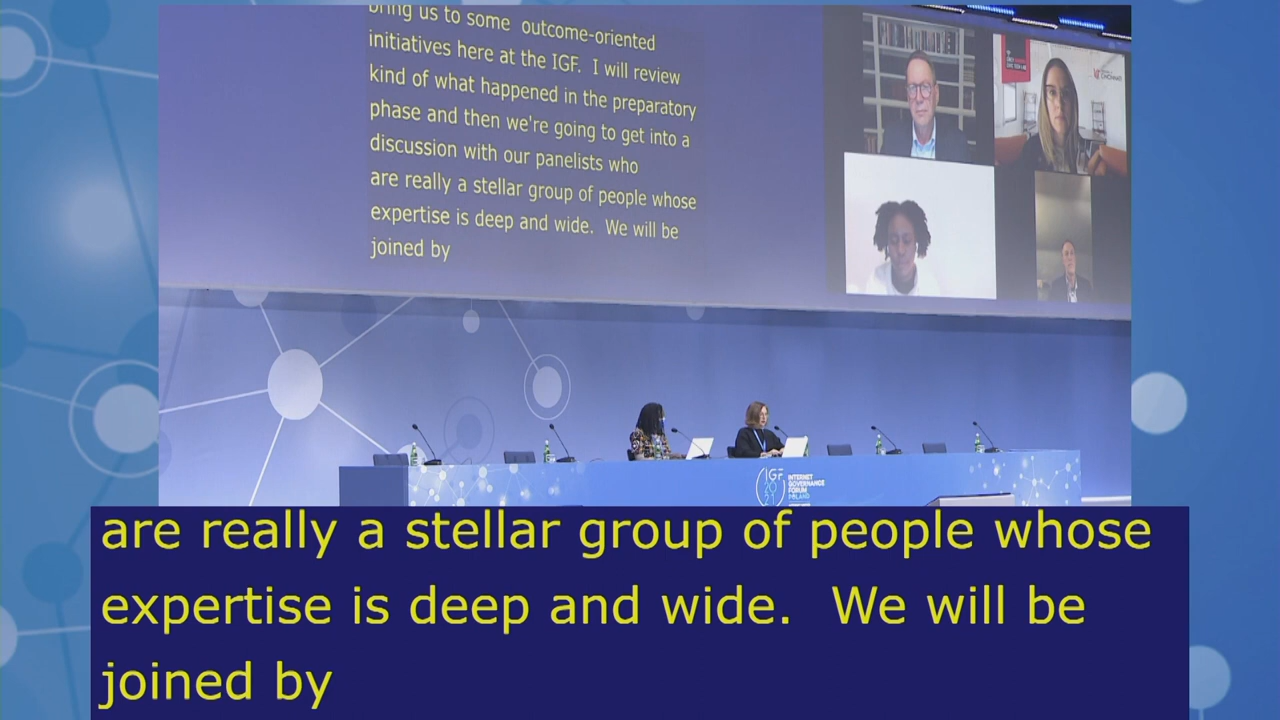 bring us to some outcome-oriented
initiatives here at the IGF. I will review
kind of what happened in the preparatory
phase and then we're going to get into a
discussion with our panelists who
are really a stellar group of people whose
expertise is deep and wide. We will be
joined by
IGF
2021
INTERNET
GOVERNANCE
FORUM
POLAND
are really a stellar group of people whose
expertise is deep and wide. We will be
joined by